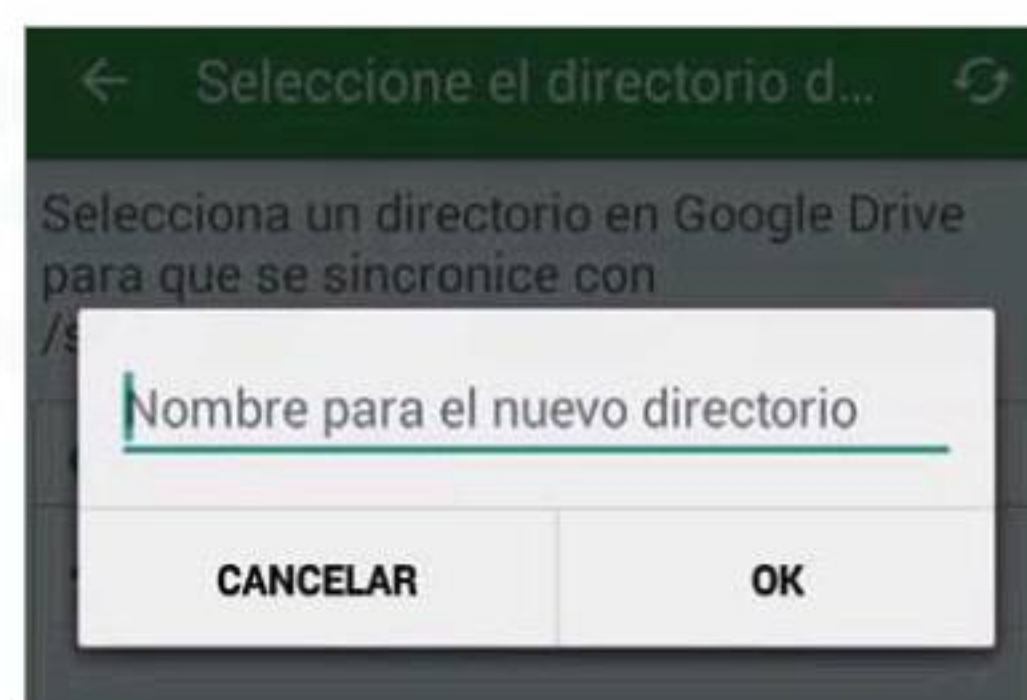 Seleccione el directorio d...
Selecciona un directorio en Google Drive
para que se sincronice con
Nombre para el nuevo directorio
CANCELAR
OK